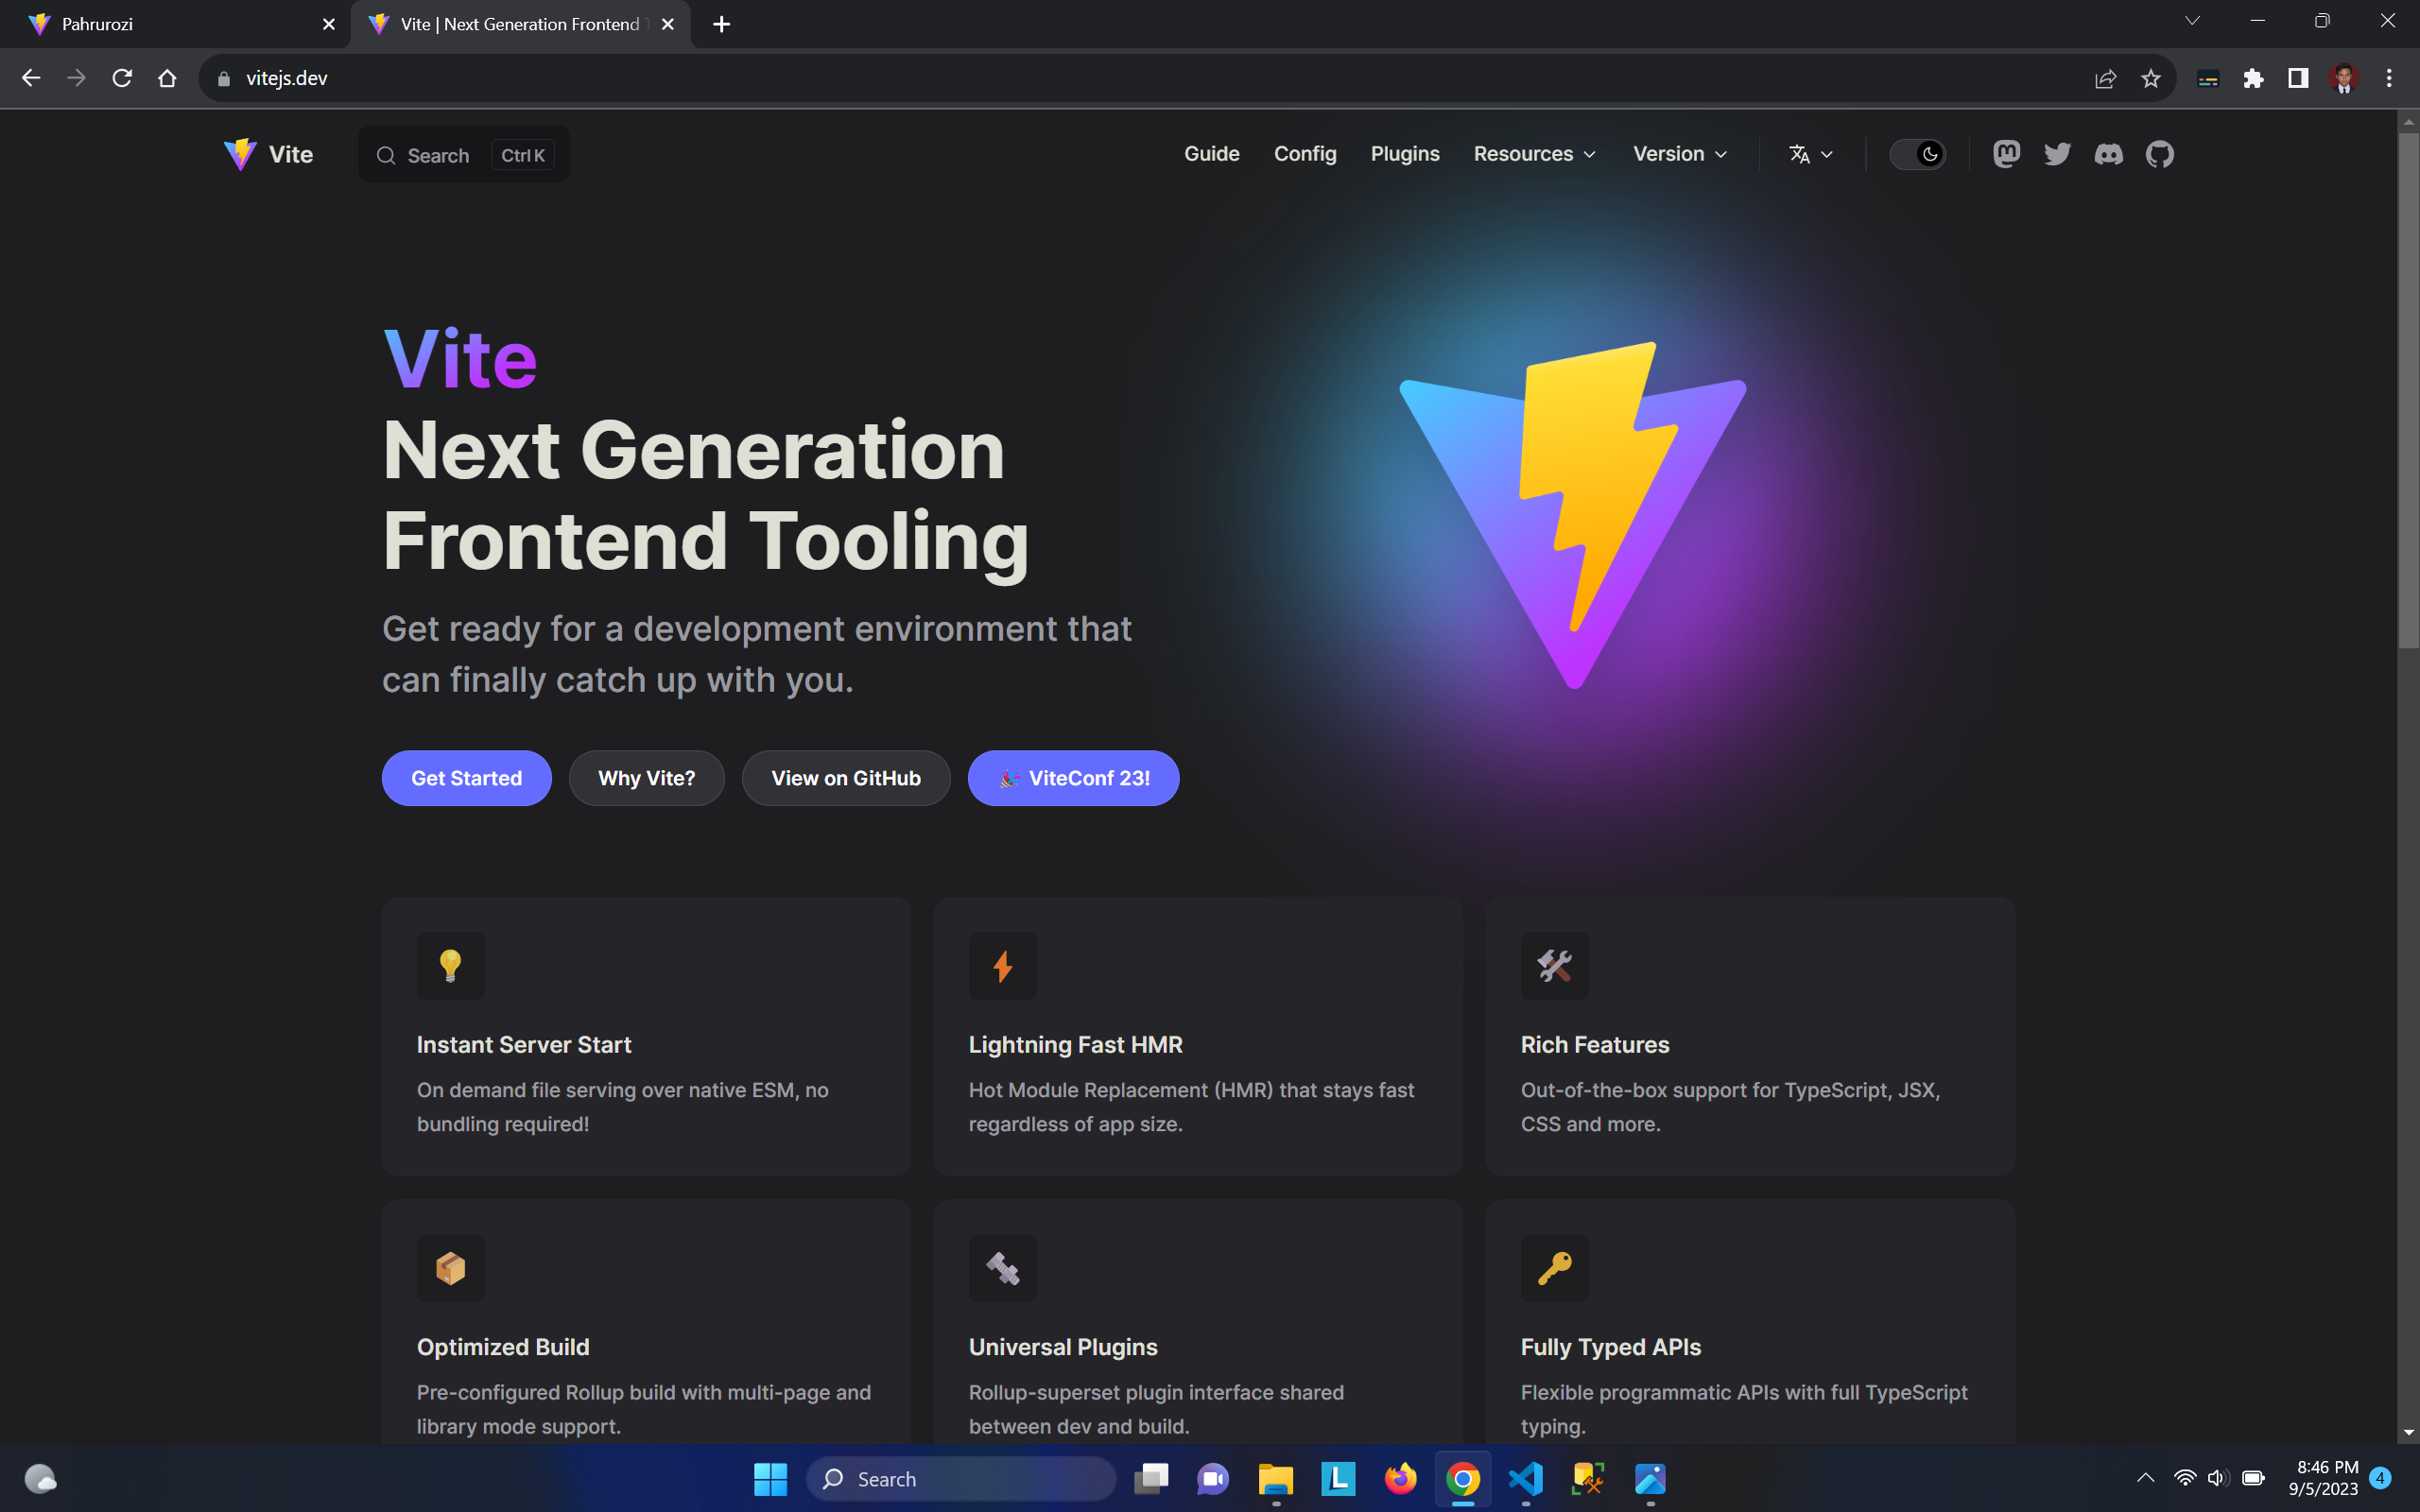 Pahrurozi
Vite | Next Generation Frontend
vitejs.dev
Vite
Search
Ctrl K
Guide
Config
Plugins
Resources
Version
Vite
Next Generation
Frontend Tooling
Get ready for a development environment that
can finally catch up with you.
Get Started
Why Vite?
View on GitHub
🎉 ViteConf 23!
Instant Server Start
On demand file serving over native ESM, no
bundling required!
Lightning Fast HMR
Hot Module Replacement (HMR) that stays fast
regardless of app size.
Rich Features
Out-of-the-box support for TypeScript, JSX,
CSS and more.
Optimized Build
Pre-configured Rollup build with multi-page and
library mode support.
Universal Plugins
Rollup-superset plugin interface shared
between dev and build.
Fully Typed APIs
Flexible programmatic APIs with full TypeScript
typing.
Search
L
8:46 PM
9/5/2023
4